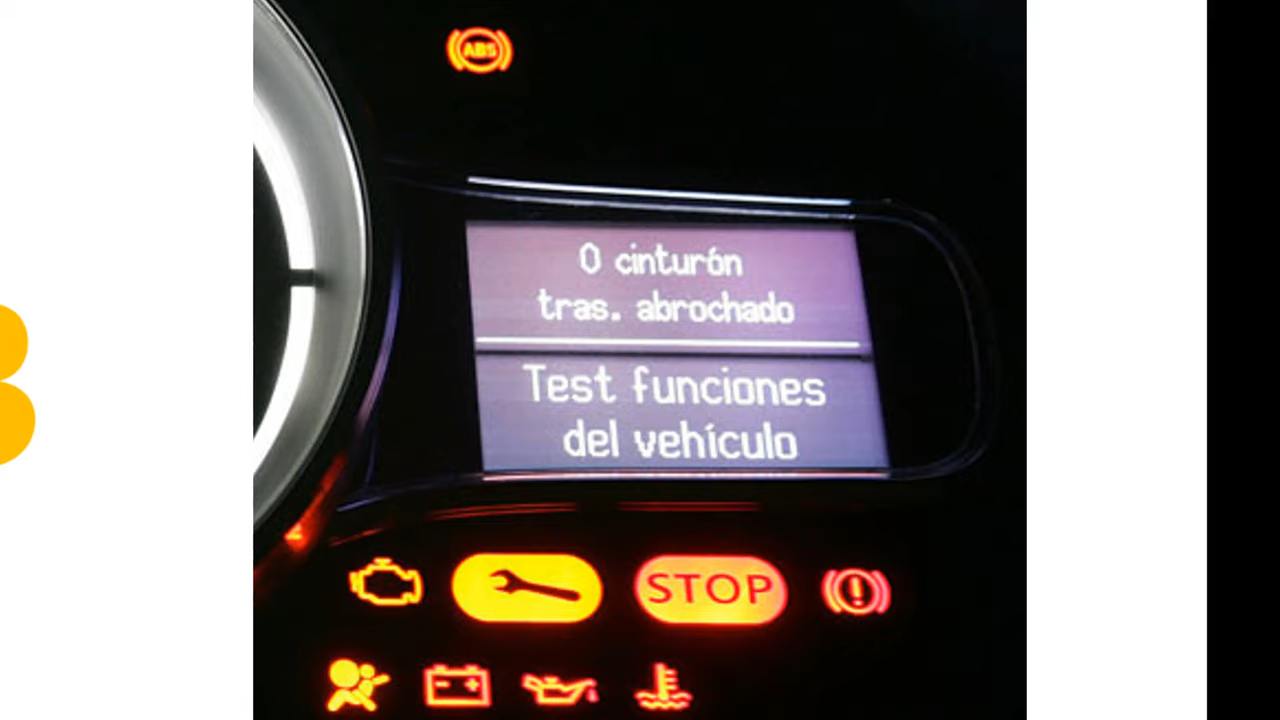 ABS
0 cinturón
tras. abrochado
Test funciones
del vehículo
STOP